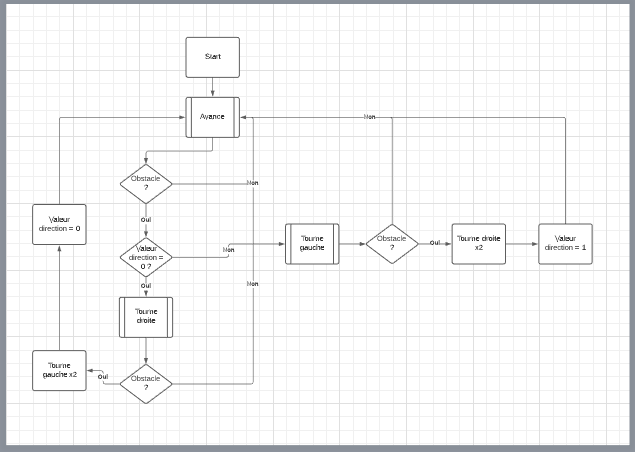 Start
Avance
Non
Obstacle
?
Non
Oui
Valeur
direction = 0
Valeur
direction =
0 ?
Non
Tourne
gauche
Obstacle
?
Oui
Tourne droite
x2
Valeur
direction = 1
Oui
Non
Tourne
droite
Tourne
gauche x2
Oui
Obstacle
?